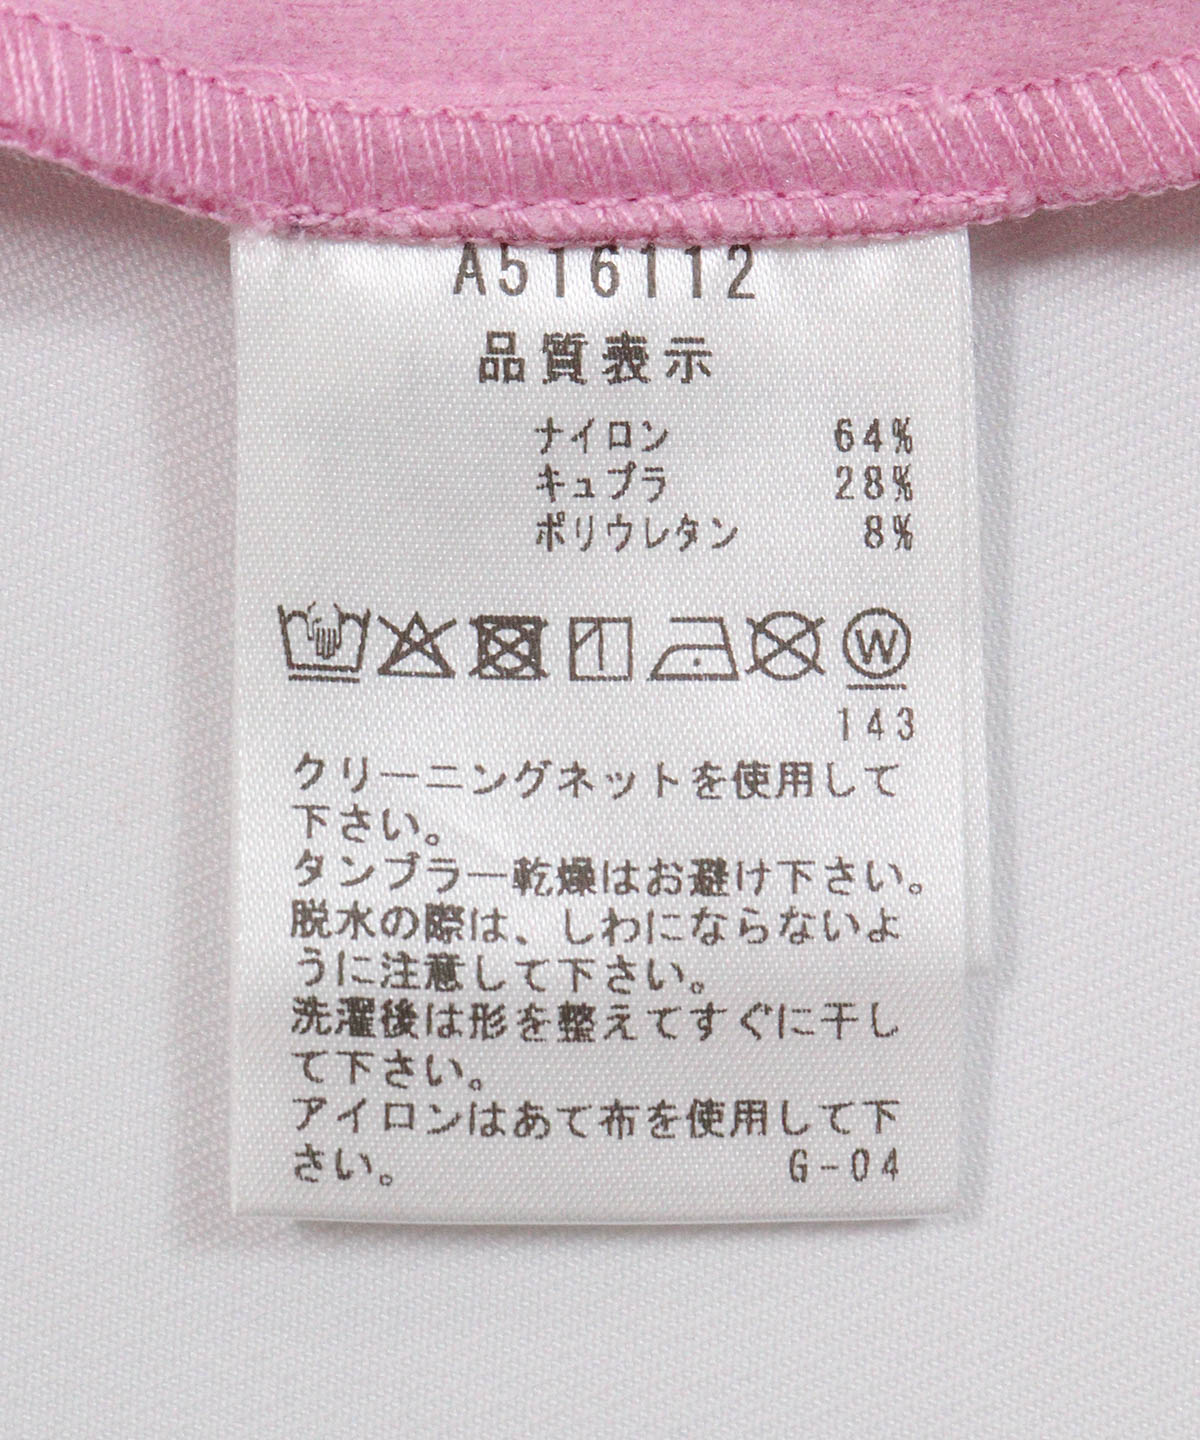 A516112
品質表示
ナイロン 64%
キュプラ 28%
ポリウレタン 8%
W
143
クリーニングネットを使用して
下さい。
タンブラー乾燥はお避け下さい。
脱水の際は、しわにならないよ
うに注意して下さい。
洗濯後は形を整えてすぐに干し
て下さい。
アイロンはあて布を使用して下
さい。 G-04